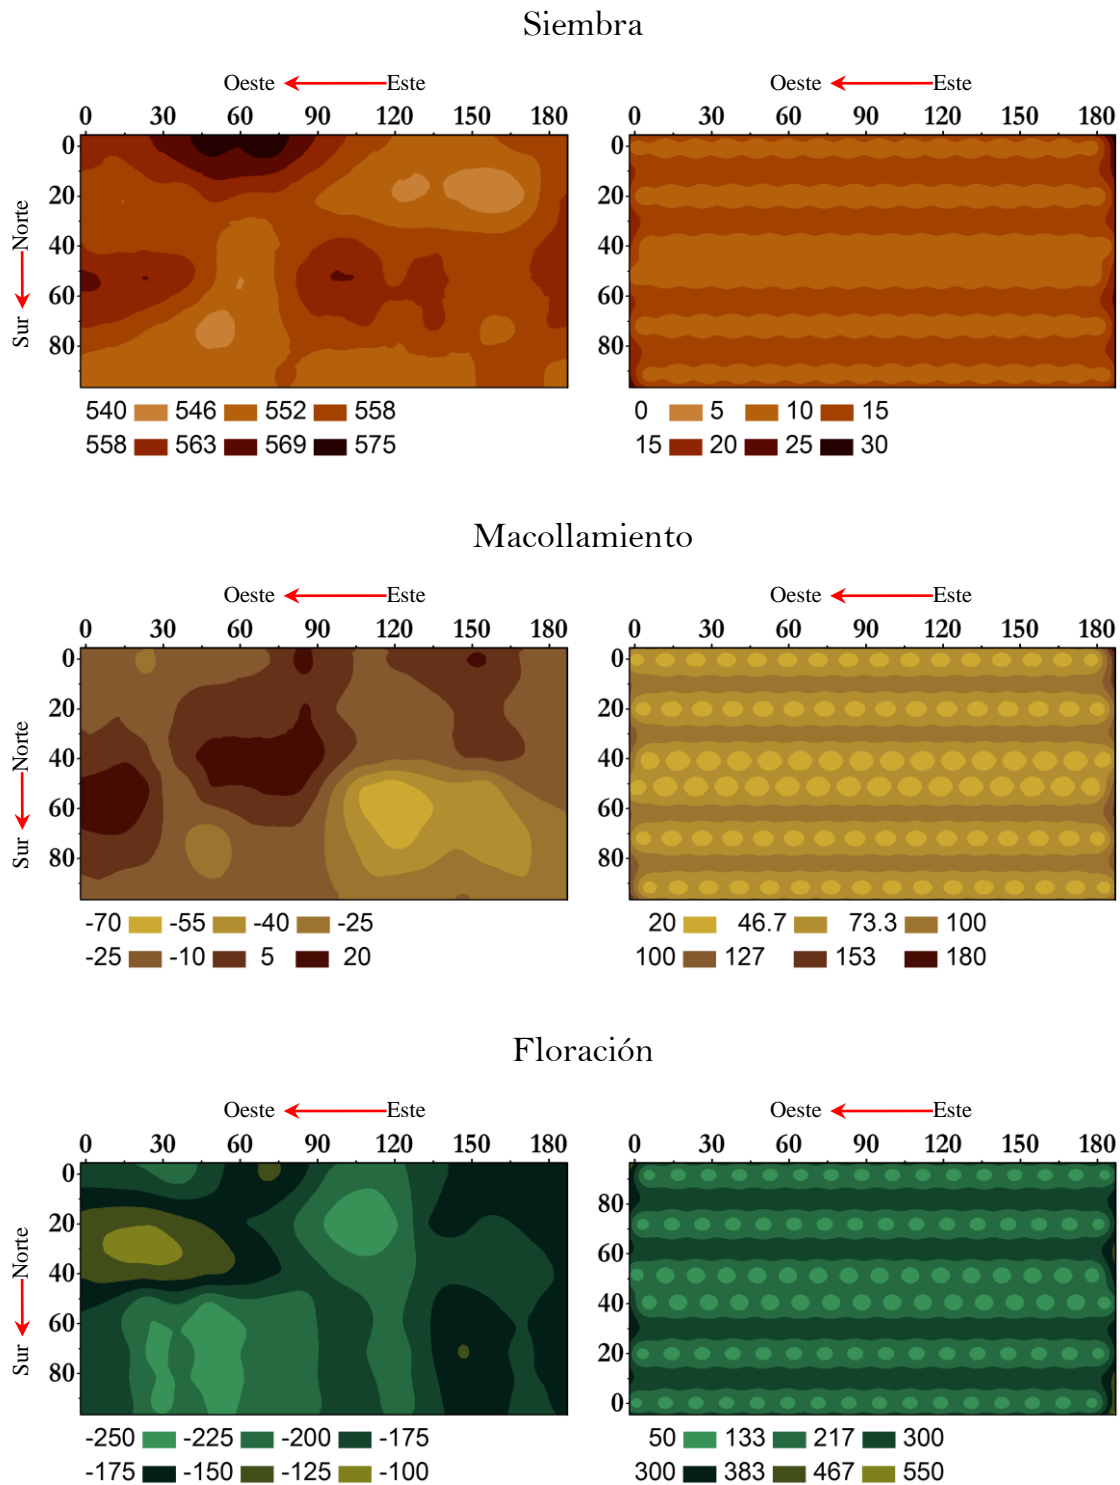 Siembra
Oeste Este Oeste Este
0 30 60 90 120 150 180 0 30 60 90 120 150 180
0 0
20 20
Norte
40 40
60 60
Sur
80 80
540 546 552 558 0 5 10 15
558 563 569 575 15 20 25 30
Macollamiento
Oeste Este Oeste Este
0 30 60 90 120 150 180 0 30 60 90 120 150 180
0 0
20 20
Norte
40 40
60 60
Sur
80 80
-70 -55 -40 -25 20 46.7 73.3 100
-25 -10 5 20 100 127 153 180
Floración
Oeste Este Oeste Este
0 30 60 90 120 150 180 0 30 60 90 120 150 180
0 80
20 60
Norte
40 40
60 20
Sur
80 0
-250 -225 -200 -175 50 133 217 300
-175 -150 -125 -100 300 383 467 550